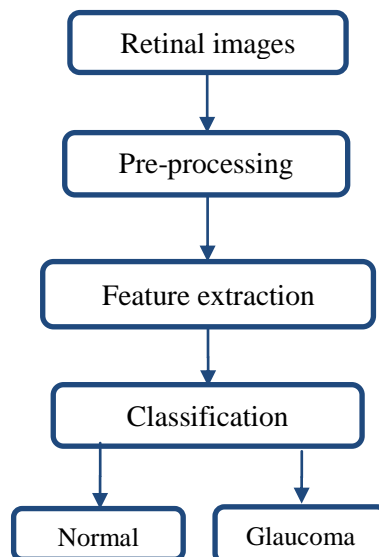 Retinal images
Pre-processing
Feature extraction
Classification
Normal
Glaucoma